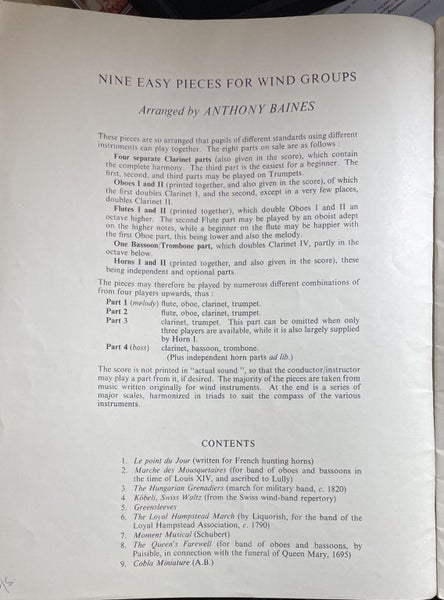 NINE EASY PIECES FOR WIND GROUPS
Arranged by ANTHONY BAINES
These pieces are so arranged that pupils of different standards using different
instruments can play together. The eight parts on sale are as follows :
Four separate Clarinet parts (also given in the score), which contain
the complete harmony. The third part is the easiest for a beginner. The
first, second, and third parts may be played on Trumpets.
Oboes I and II (printed together, and also given in score), of which
the first doubles Clarinet I, and the second, except in a very few places,
doubles Clarinet II.
Flutes I and II (printed together), which double Oboes I and II an
octave higher. The second Flute part may be played by an oboist adept
on the higher notes, while a beginner on the flute may be happier with
the first Oboe part, this being lower and also the melody.
One Bassoon/Trombone part, which doubles Clarinet IV, partly in the
octave below.
Horns I and II (printed together, and also given in the score), these
being independent and optional parts.
The pieces may therefore be played by numerous different combinations of
from four players upwards, thus :
Part 1 (melody) flute, oboe, clarinet, trumpet.
Part 2 flute, oboe, clarinet, trumpet.
Part 3 clarinet, trumpet. This part can be omitted when only
three players are available, while it is also largely supplied
by Horn I.
Part 4 (bass) clarinet, bassoon, trombone.
(Plus independent horn parts ad lib.)
The score is not printed in "actual sound", so that the conductor/instructor
may play a part from it, if desired. The majority of the pieces are taken from
music written originally for wind instruments. At the end is a series of
major scales, harmonized in triads to suit the compass of the various
instruments.
CONTENTS
1. Le point du Jour (written for French hunting horns)
2. Marche des Mousquetaires (for band of oboes and bassoons in
the time of Louis XIV, and ascribed to Lully)
3. The Hungarian Grenadiers (march for military band, c. 1820)
4. Köbeli, Swiss Waltz (from the Swiss wind-band repertory)
5. Greensleeves
6. The Loyal Hampstead March (by Liquorish, for the band of the
Loyal Hampstead Association, c. 1790)
7. Moment Musical (Schubert)
8. The Queen's Farewell (for band of oboes and bassoons, by
Paisible, in connection with the funeral of Queen Mary, 1695)
9. Cobla Miniature (A.B.)